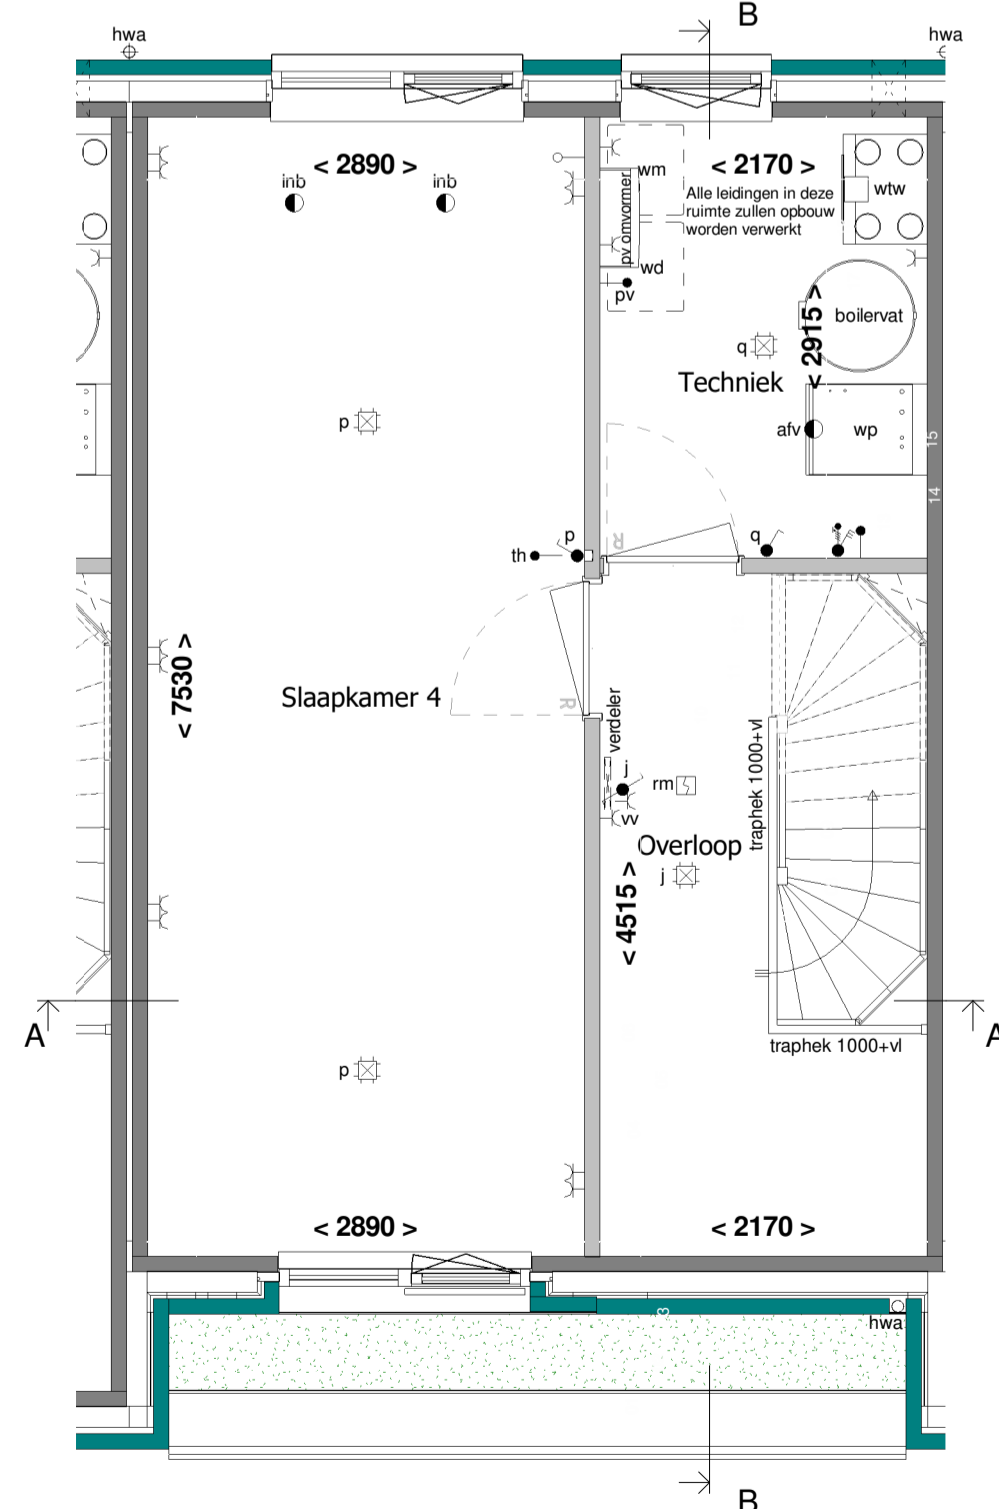 B
hwa
hwa
< 2890 >
< 2170 >
inb
inb
wm
Alle leidingen in deze
ruimte zullen opbouw
worden verwerkt
wtw
pv omvormer
wd
pv
boilervat
< 2915 >
q
Techniek
p
afv
wp
15
14
R
p
q
th
< 7530 >
Slaapkamer 4
R
verdeler
j
rm
vv
traphek 1000+vl
Overloop
j
< 4515 >
A
A
traphek 1000+vl
p
< 2890 >
< 2170 >
3
hwa
B